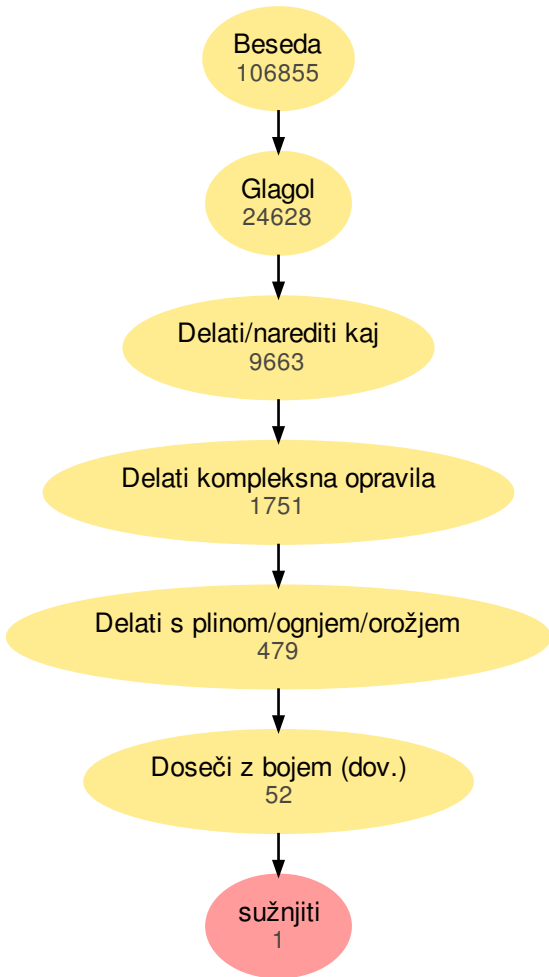 Beseda
106855
Glagol
24628
Delati/narediti kaj
9663
Delati kompleksna opravila
1751
Delati s plinom/ognjem/orožjem
479
Doseči z bojem (dov.)
52
sužnjiti
1